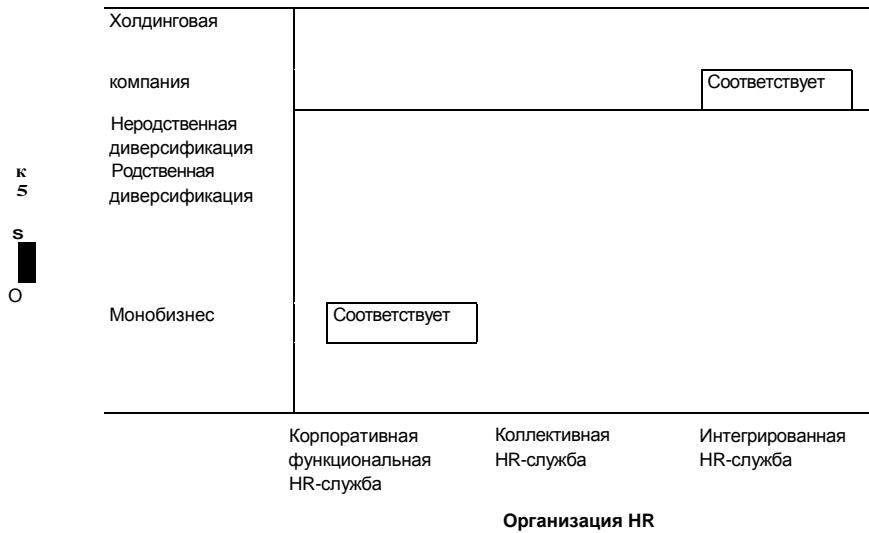 Холдинговая
компания
Соответствует
Неродственная
диверсификация
Родственная
диверсификация
к
5
s
О
Монобизнес
Соответствует
Корпоративная
функциональная
HR-служба
Коллективная
HR-служба
Интегрированная
HR-служба
Организация HR